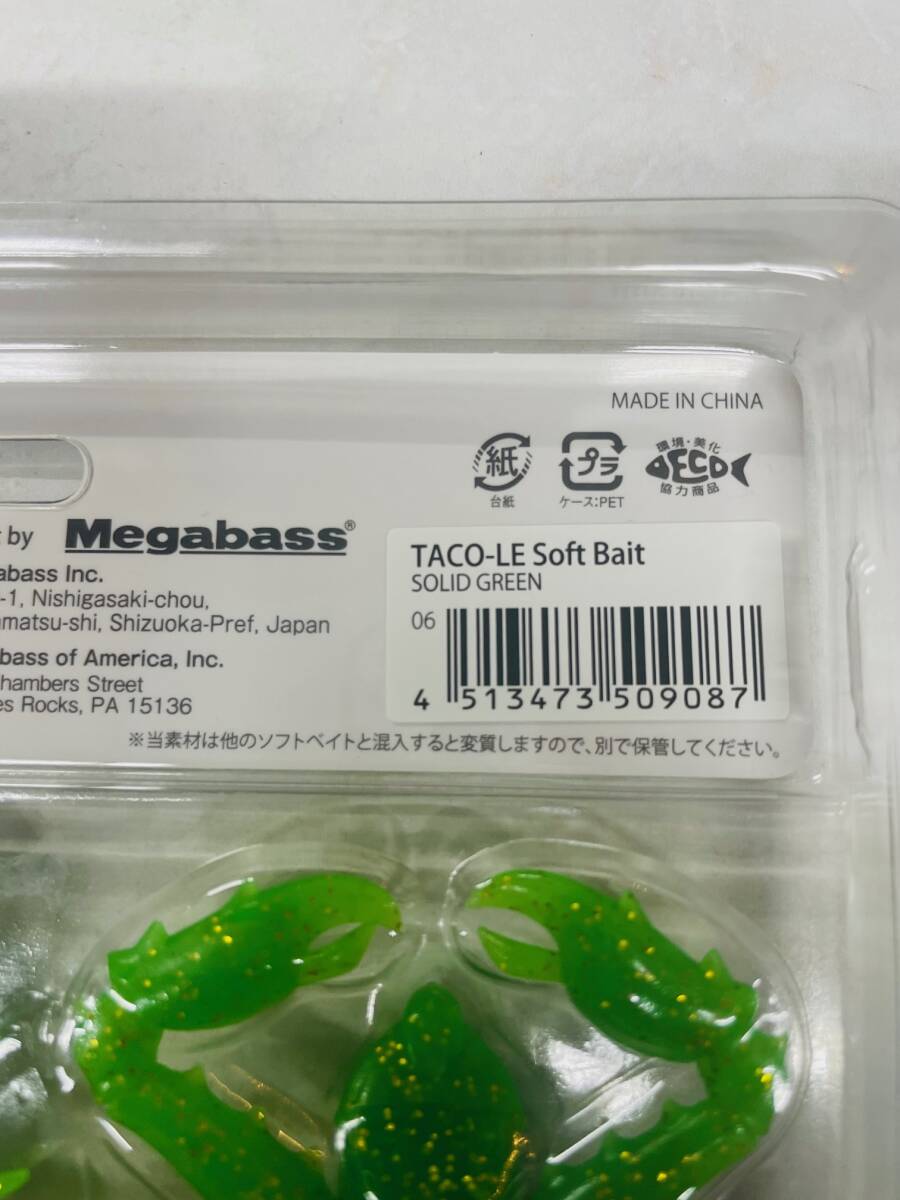 MADE IN CHINA
紙
台紙
プラ
ケース:PET
環境・美化
ECO
協力商品
by Megabass®
abass Inc.
-1, Nishigasaki-chou,
amatsu-shi, Shizuoka-Pref, Japan
bass of America, Inc.
hambers Street
es Rocks, PA 15136
TACO-LE Soft Bait
SOLID GREEN
06
4 513473 509087
※当素材は他のソフトベイトと混入すると変質しますので、別で保管してください。